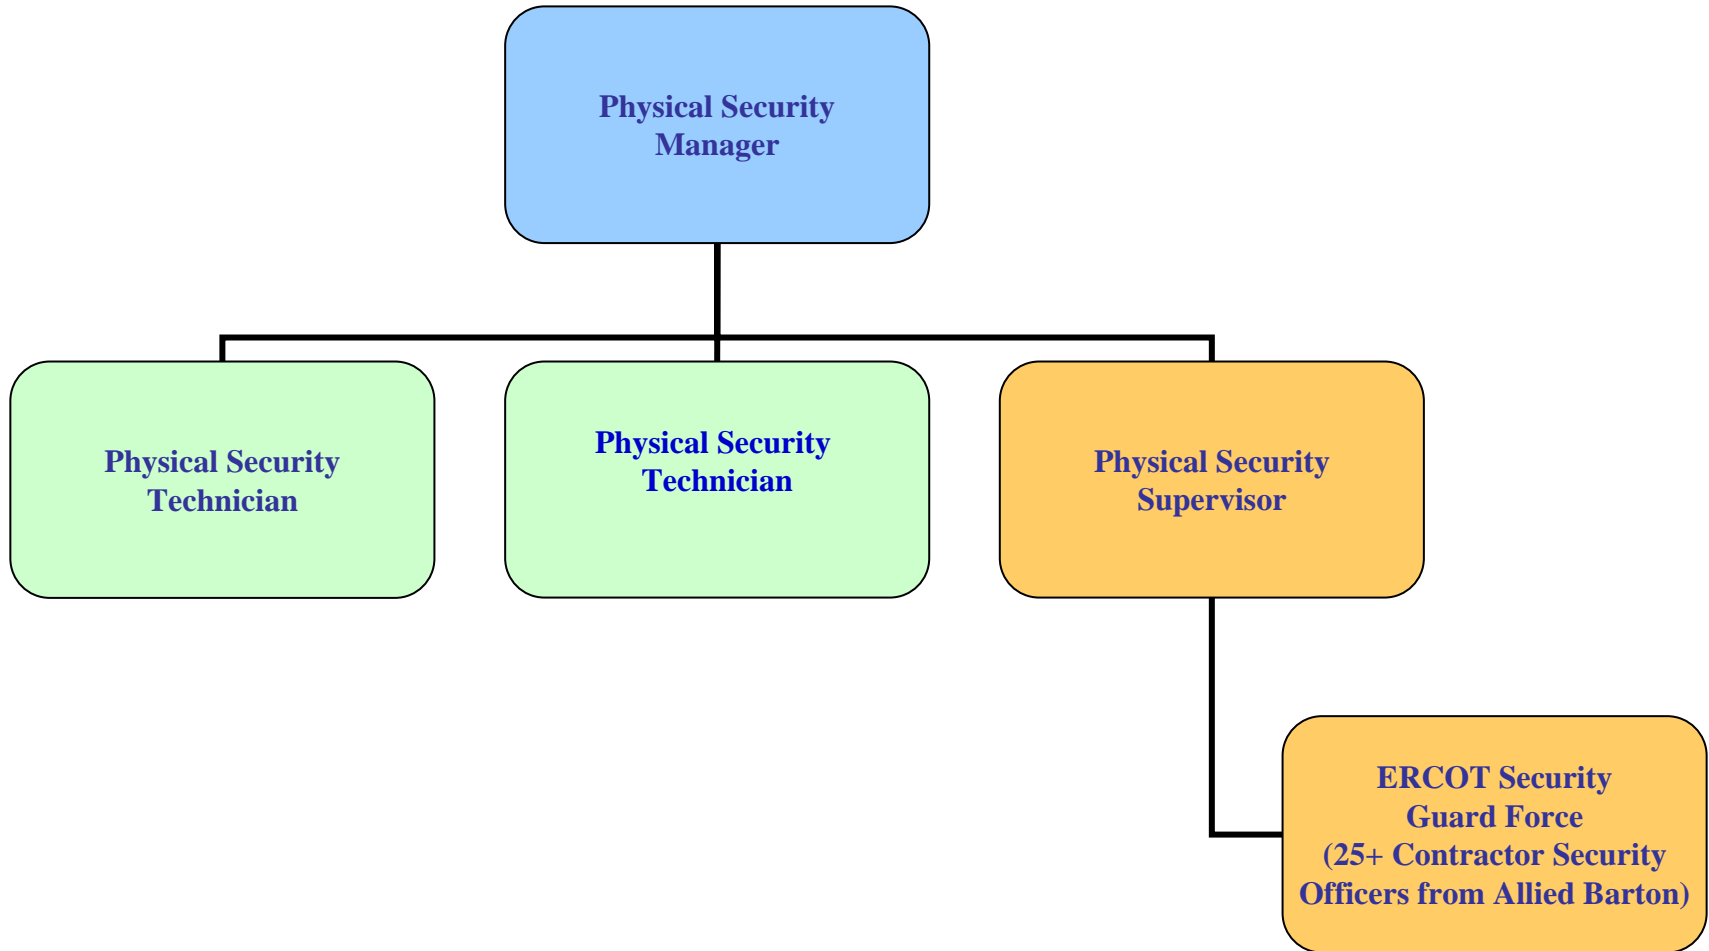 Physical Security
Manager
Physical Security
Technician
Physical Security
Technician
Physical Security
Supervisor
ERCOT Security
Guard Force
(25+ Contractor Security
Officers from Allied Barton)